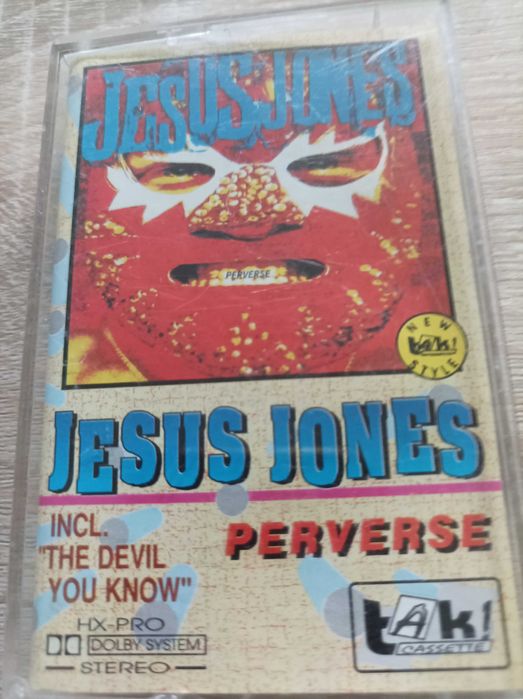 JESUS JONES
PERVERSE
NEW
tAk!
STYLE
JESUS JONES
INCL.
"THE DEVIL
YOU KNOW"
PERVERSE
HX-PRO
DOLBY SYSTEM
STEREO
tAk!
CASSETTE